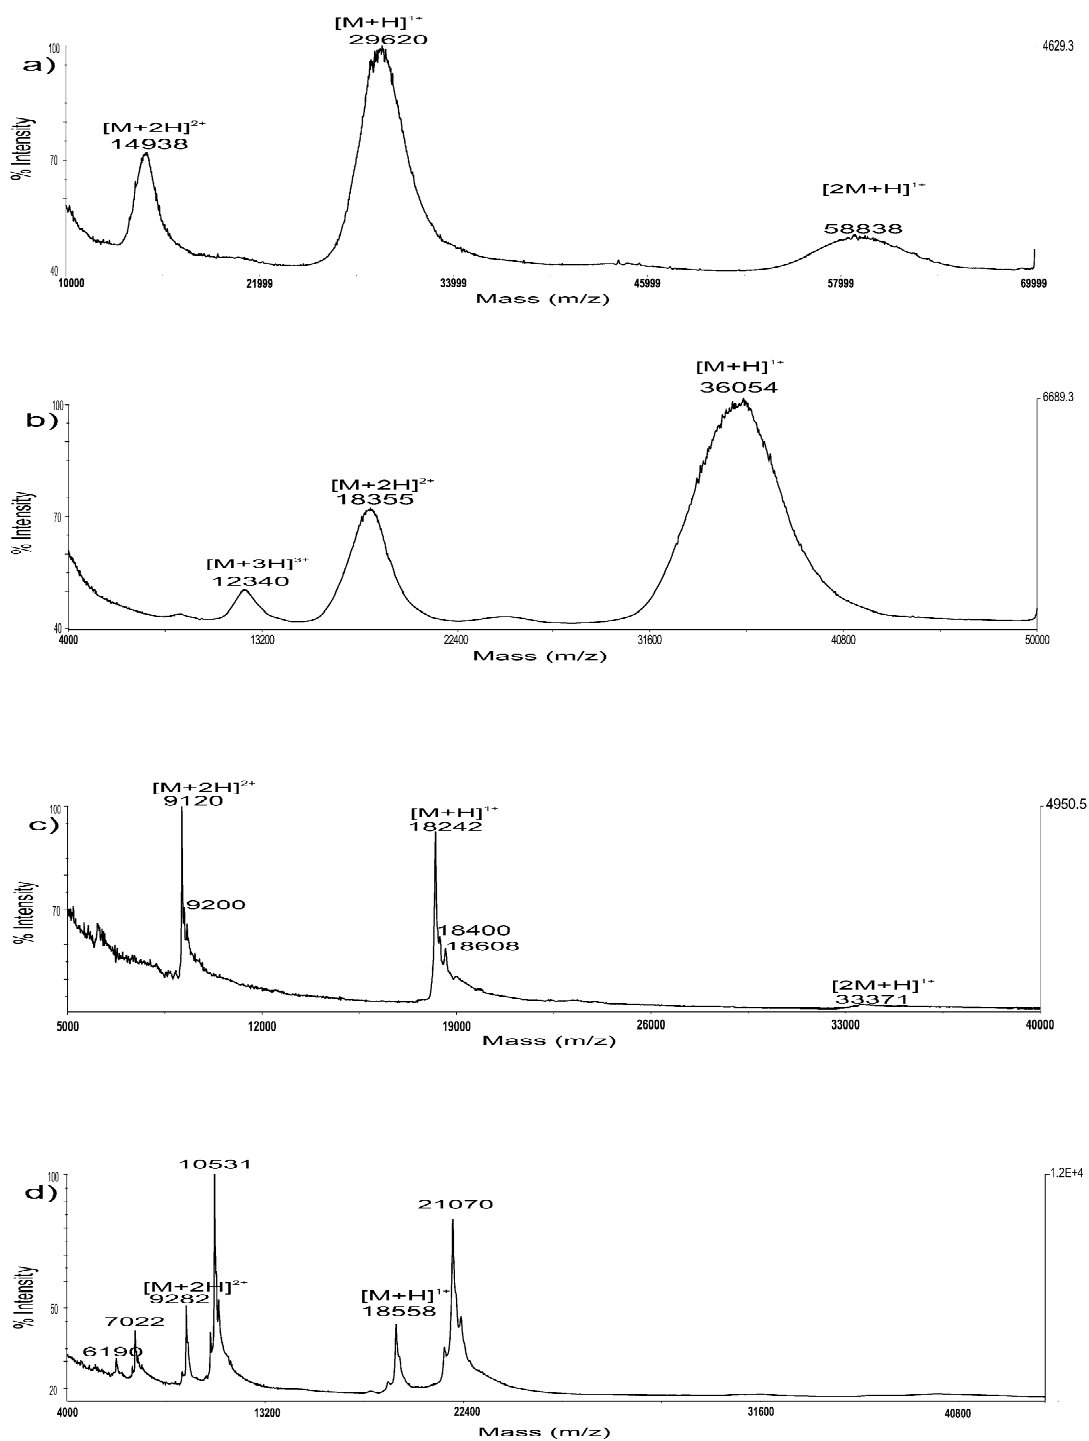 [M+H]¹⁺
29620
100
4629.3
a)
[M+2H]²⁺
14938
70
% Intensity
[2M+H]¹⁺
58838
40
10000 21999 33999 45999 57999 69999
Mass (m/z)
[M+H]¹⁺
36054
100
6689.3
b)
[M+2H]²⁺
18355
70
% Intensity
[M+3H]³⁺
12340
40
4000 13200 22400 31600 40800 50000
Mass (m/z)
[M+2H]²⁺
9120
100
4950.5
[M+H]¹⁺
18242
c)
9200
70
% Intensity
18400
18608
[2M+H]¹⁺
33371
5000 12000 19000 26000 33000 40000
Mass (m/z)
10531
100
1.2E+4
d)
21070
[M+2H]²⁺
9282
[M+H]¹⁺
18558
50
% Intensity
7022
6190
20
4000 13200 22400 31600 40800
Mass (m/z)